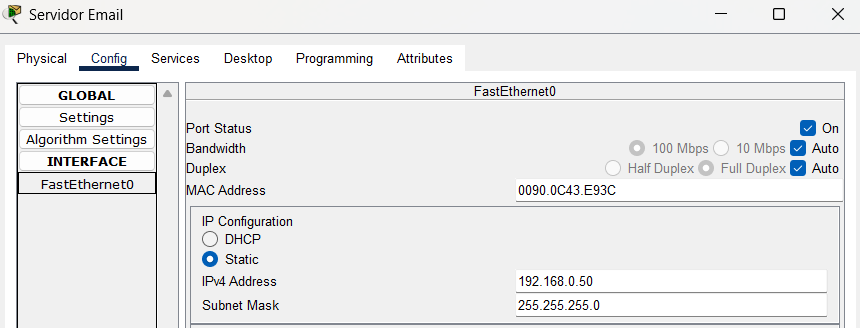 Servidor Email
Physical Config Services Desktop Programming Attributes
GLOBAL
Settings
Algorithm Settings
INTERFACE
FastEthernet0
FastEthernet0
Port Status On
Bandwidth 100 Mbps 10 Mbps Auto
Duplex Half Duplex Full Duplex Auto
MAC Address 0090.0C43.E93C
IP Configuration
DHCP
Static
IPv4 Address 192.168.0.50
Subnet Mask 255.255.255.0